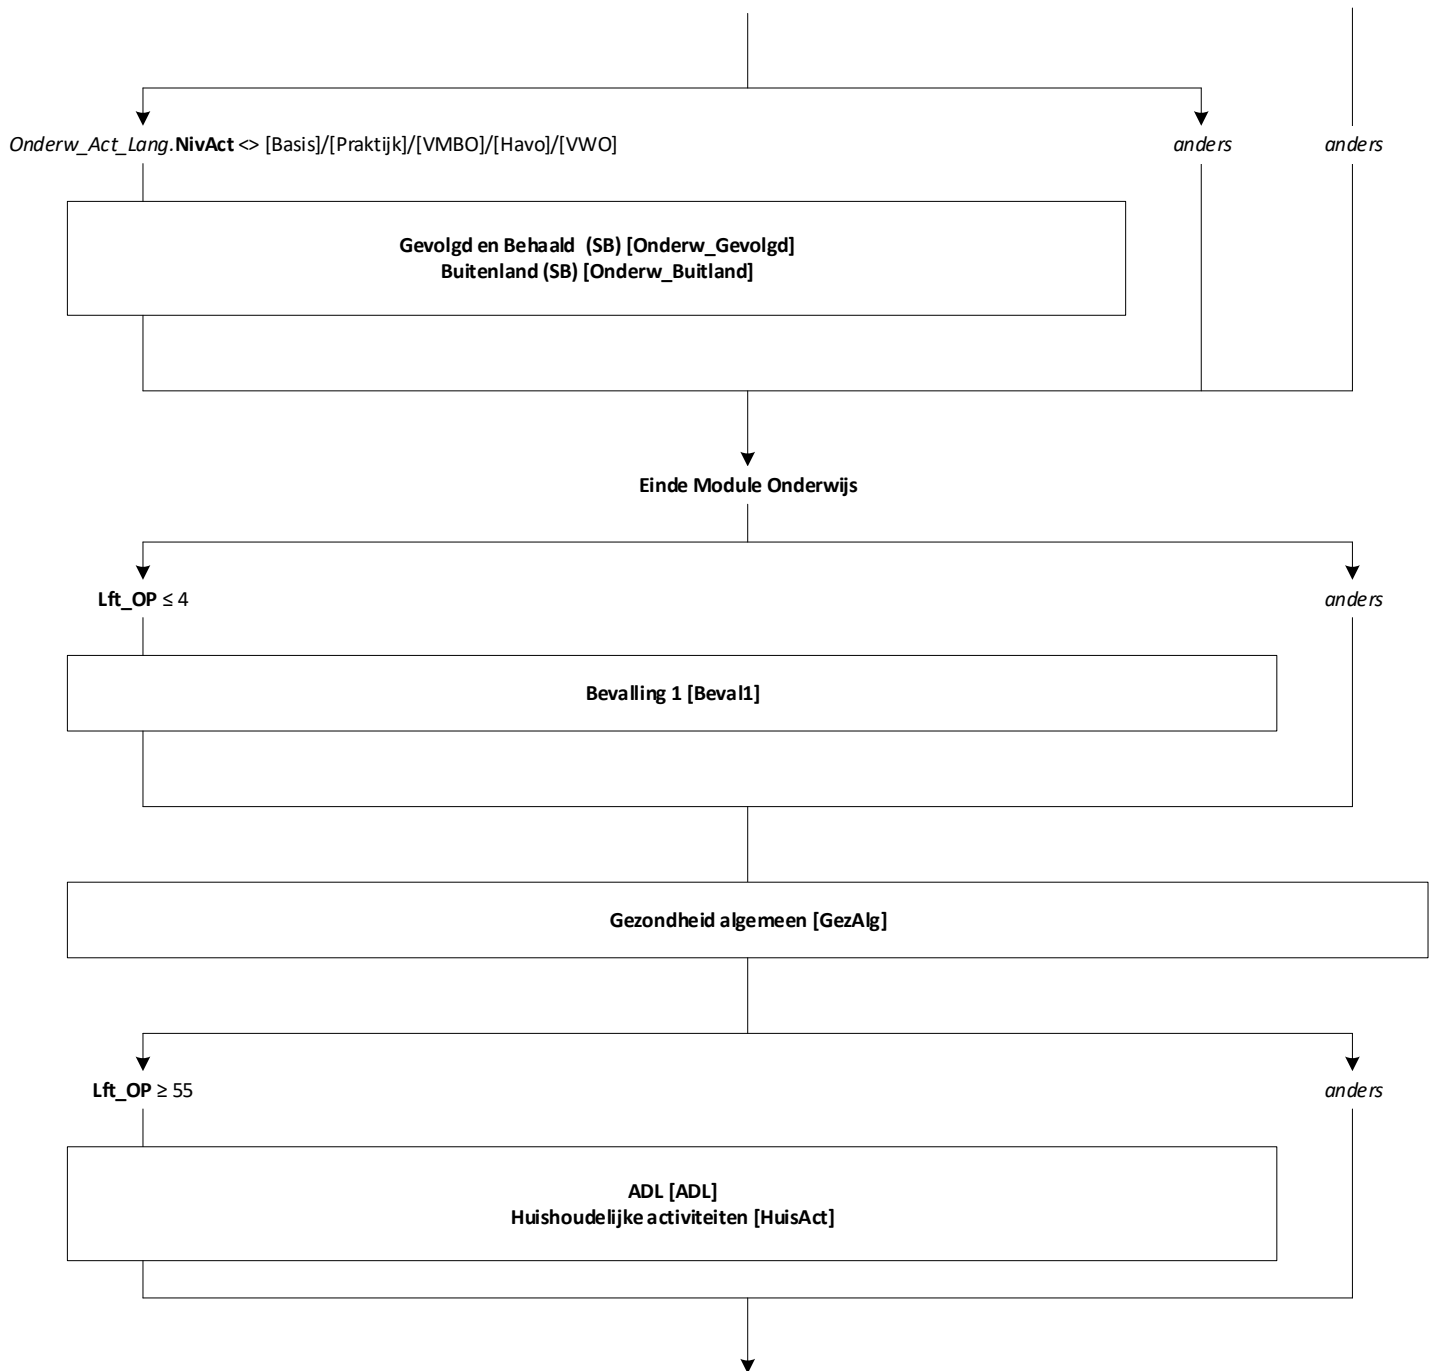 Onderw_Act_Lang.NivAct <> [Basis]/[Praktijk]/[VMBO]/[Havo]/[VWO]
anders
anders
Gevolgd en Behaald (SB) [Onderw_Gevolgd]
Buitenland (SB) [Onderw_Buitland]
Einde Module Onderwijs
Lft_OP ≤ 4
anders
Bevalling 1 [Beval1]
Gezondheid algemeen [GezAlg]
Lft_OP ≥ 55
anders
ADL [ADL]
Huishoudelijke activiteiten [HuisAct]